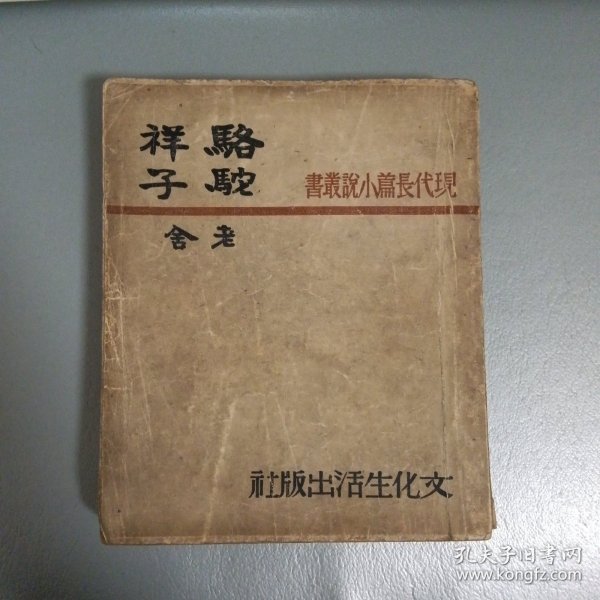 駱駝
祥子
現代長篇小說叢書
老舍
文化生活出版社
孔夫子旧书网
www.kongfz.com